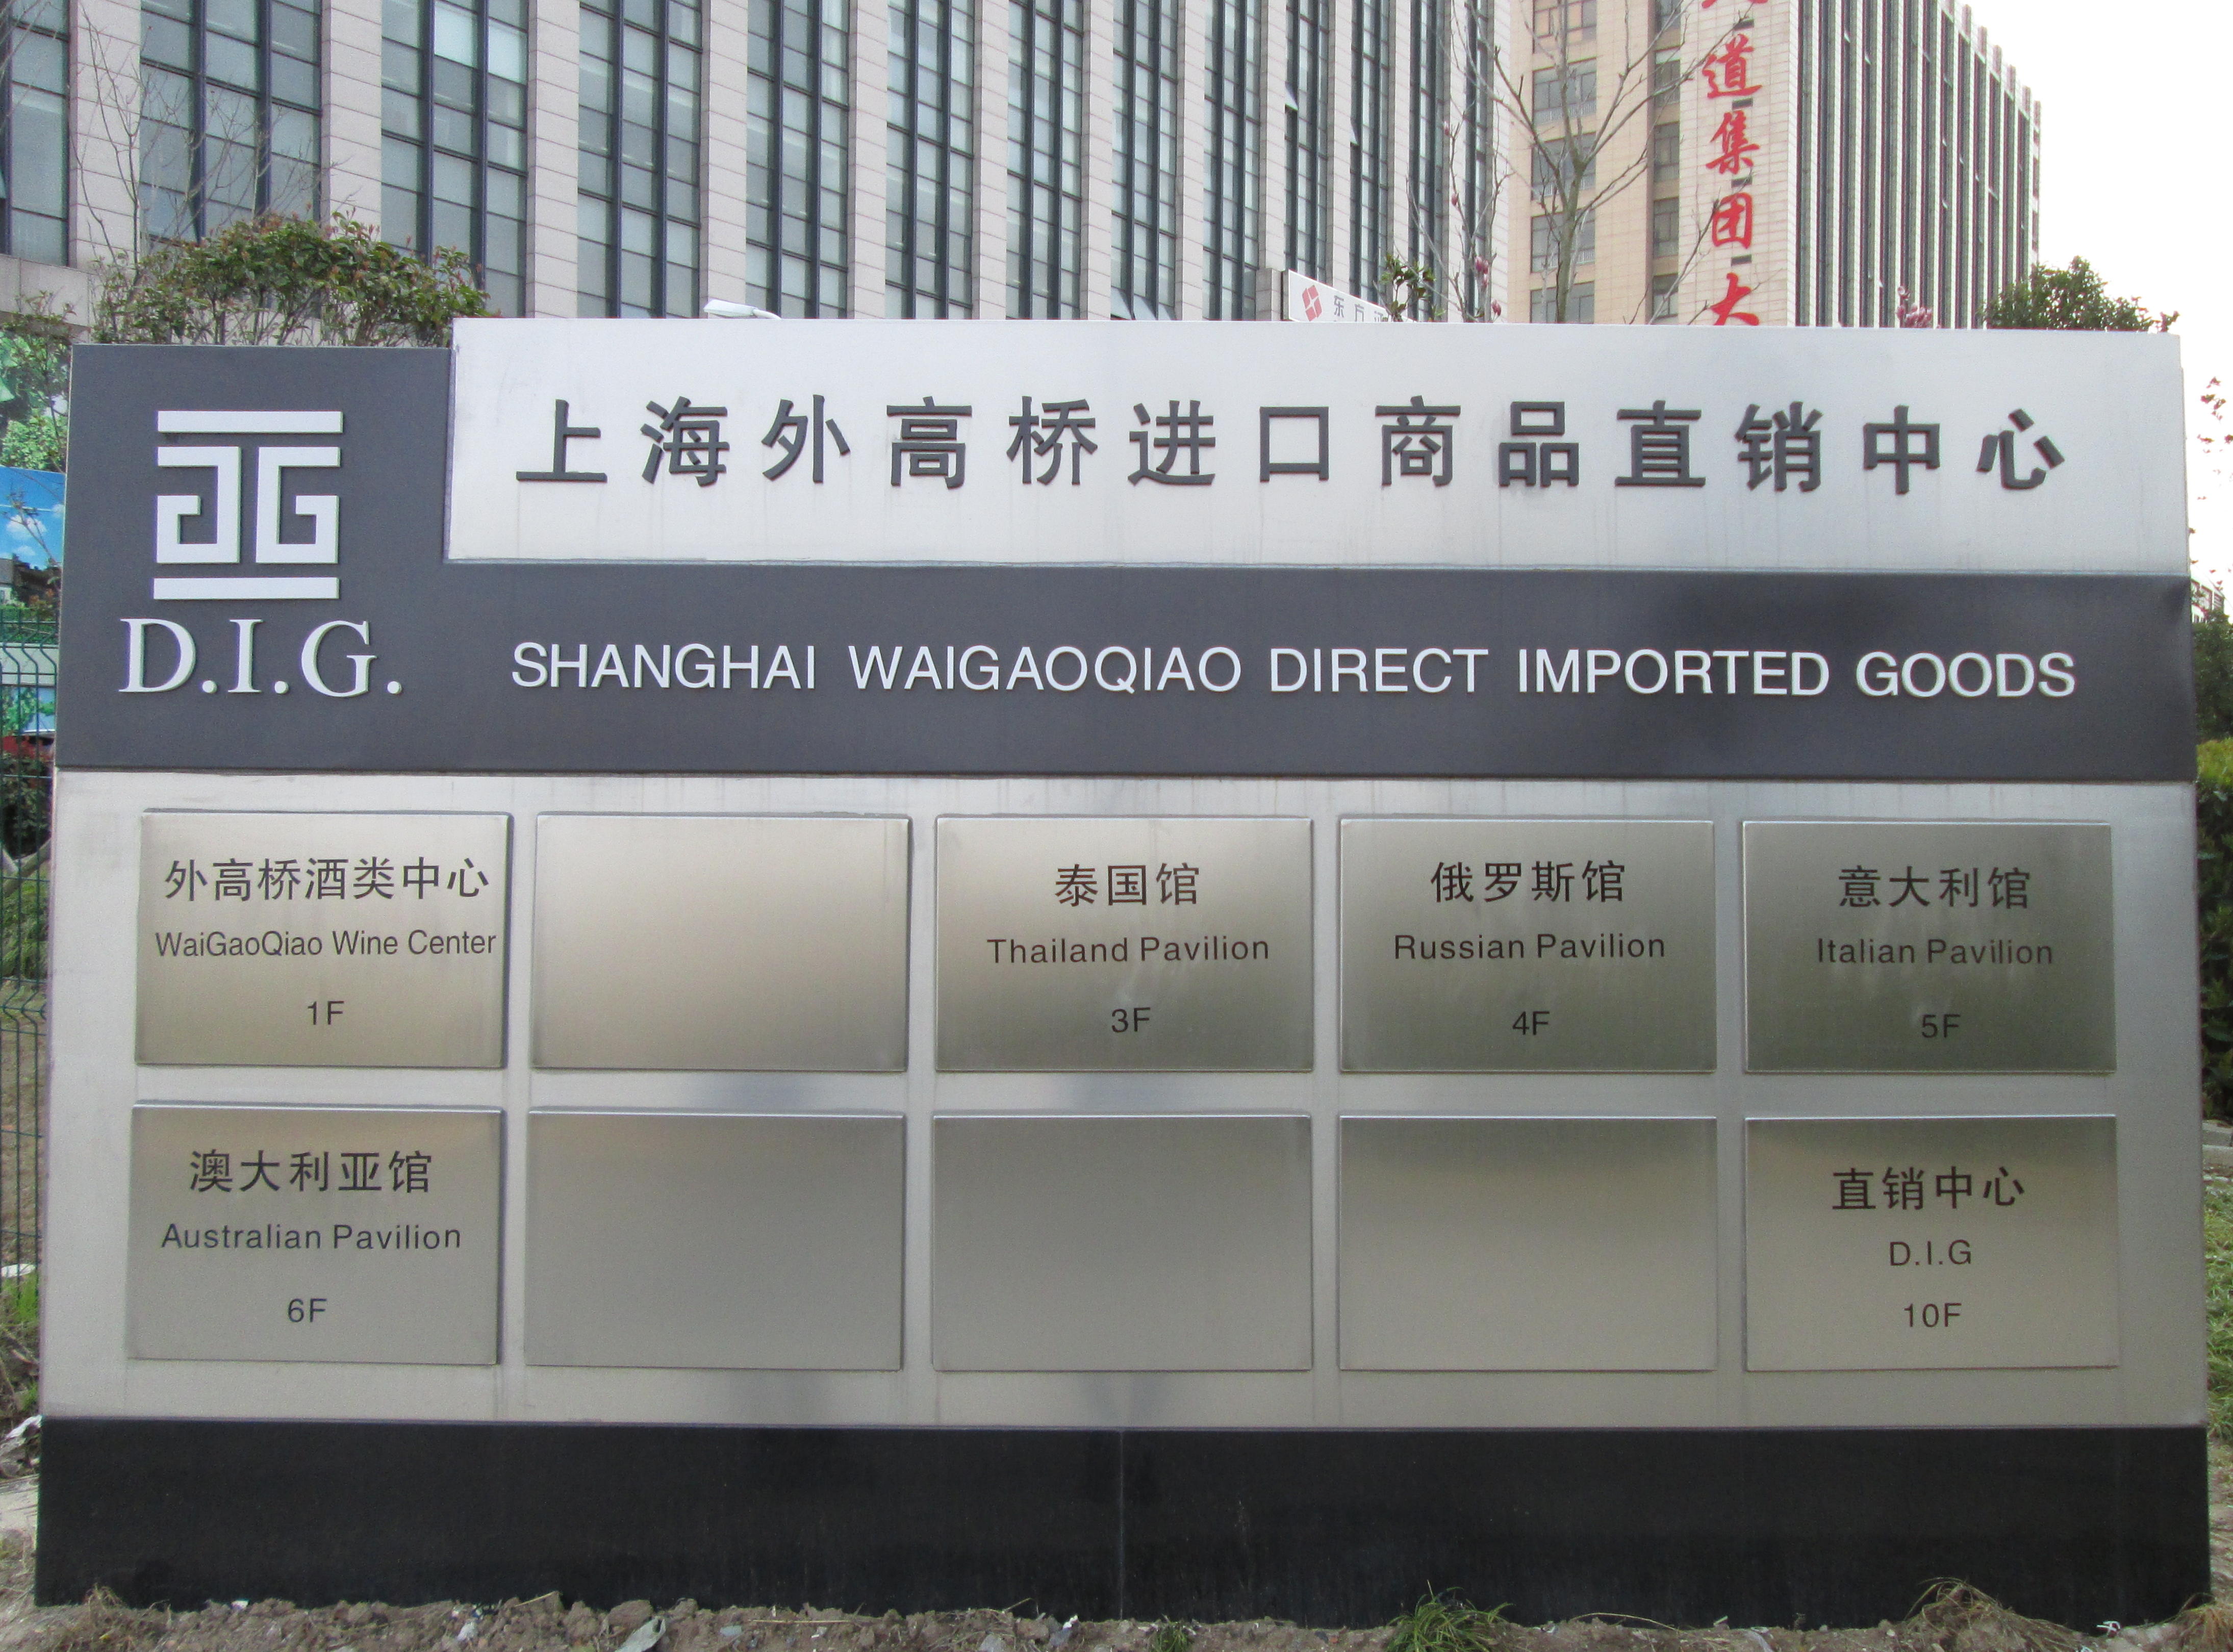 道集团大
东方
上海外高桥进口商品直销中心
D.I.G.
SHANGHAI WAIGAOQIAO DIRECT IMPORTED GOODS
外高桥酒类中心
WaiGaoQiao Wine Center
1F
泰国馆
Thailand Pavilion
3F
俄罗斯馆
Russian Pavilion
4F
意大利馆
Italian Pavilion
5F
澳大利亚馆
Australian Pavilion
6F
直销中心
D.I.G
10F